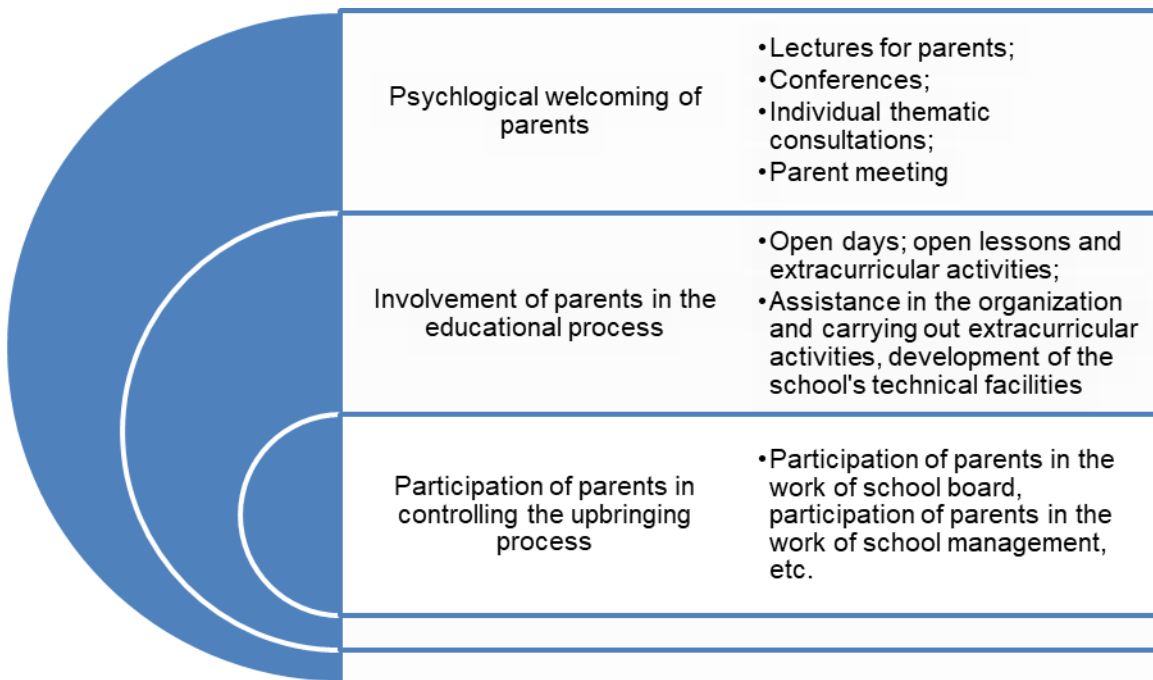 Psychlogical welcoming of
parents
•Lectures for parents;
•Conferences;
•Individual thematic
consultations;
•Parent meeting
Involvement of parents in the
educational process
•Open days; open lessons and
extracurricular activities;
•Assistance in the organization
and carrying out extracurricular
activities, development of the
school's technical facilities
Participation of parents in
controlling the upbringing
process
•Participation of parents in the
work of school board,
participation of parents in the
work of school management,
etc.